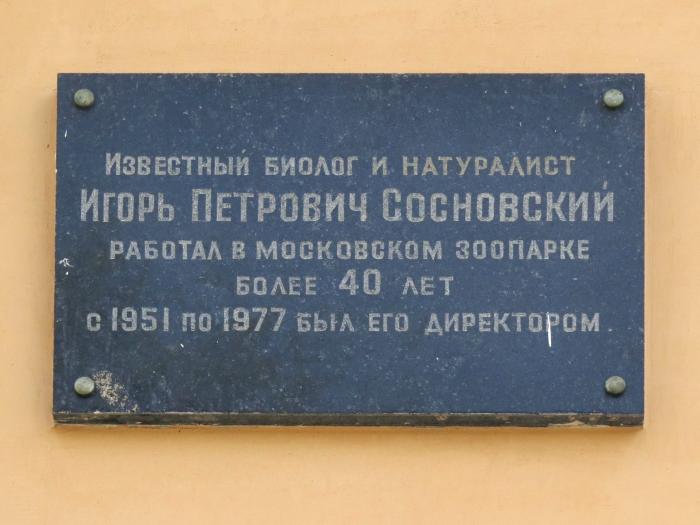 Известный биолог и натуралист
Игорь Петрович Сосновский
работал в Московском зоопарке
более 40 лет
с 1951 по 1977 был его директором